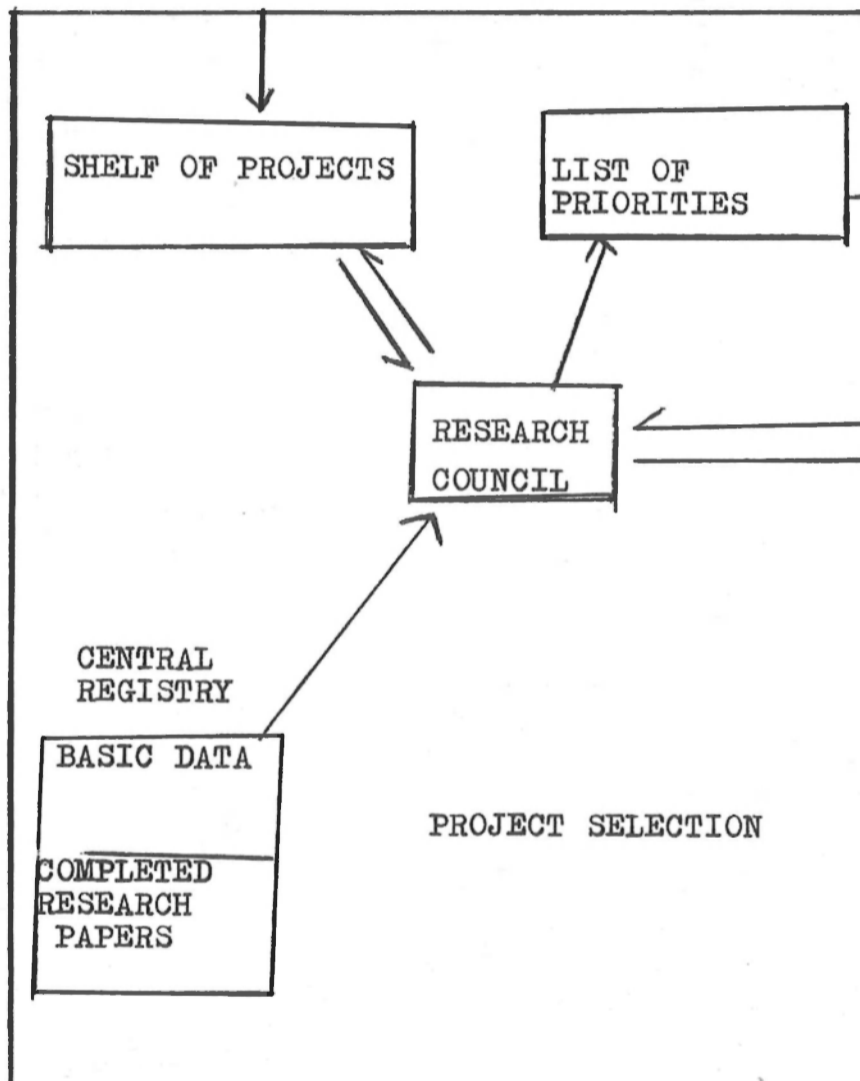 SHELF OF PROJECTS
LIST OF
PRIORITIES
RESEARCH
COUNCIL
CENTRAL
REGISTRY
BASIC DATA
COMPLETED
RESEARCH
PAPERS
PROJECT SELECTION